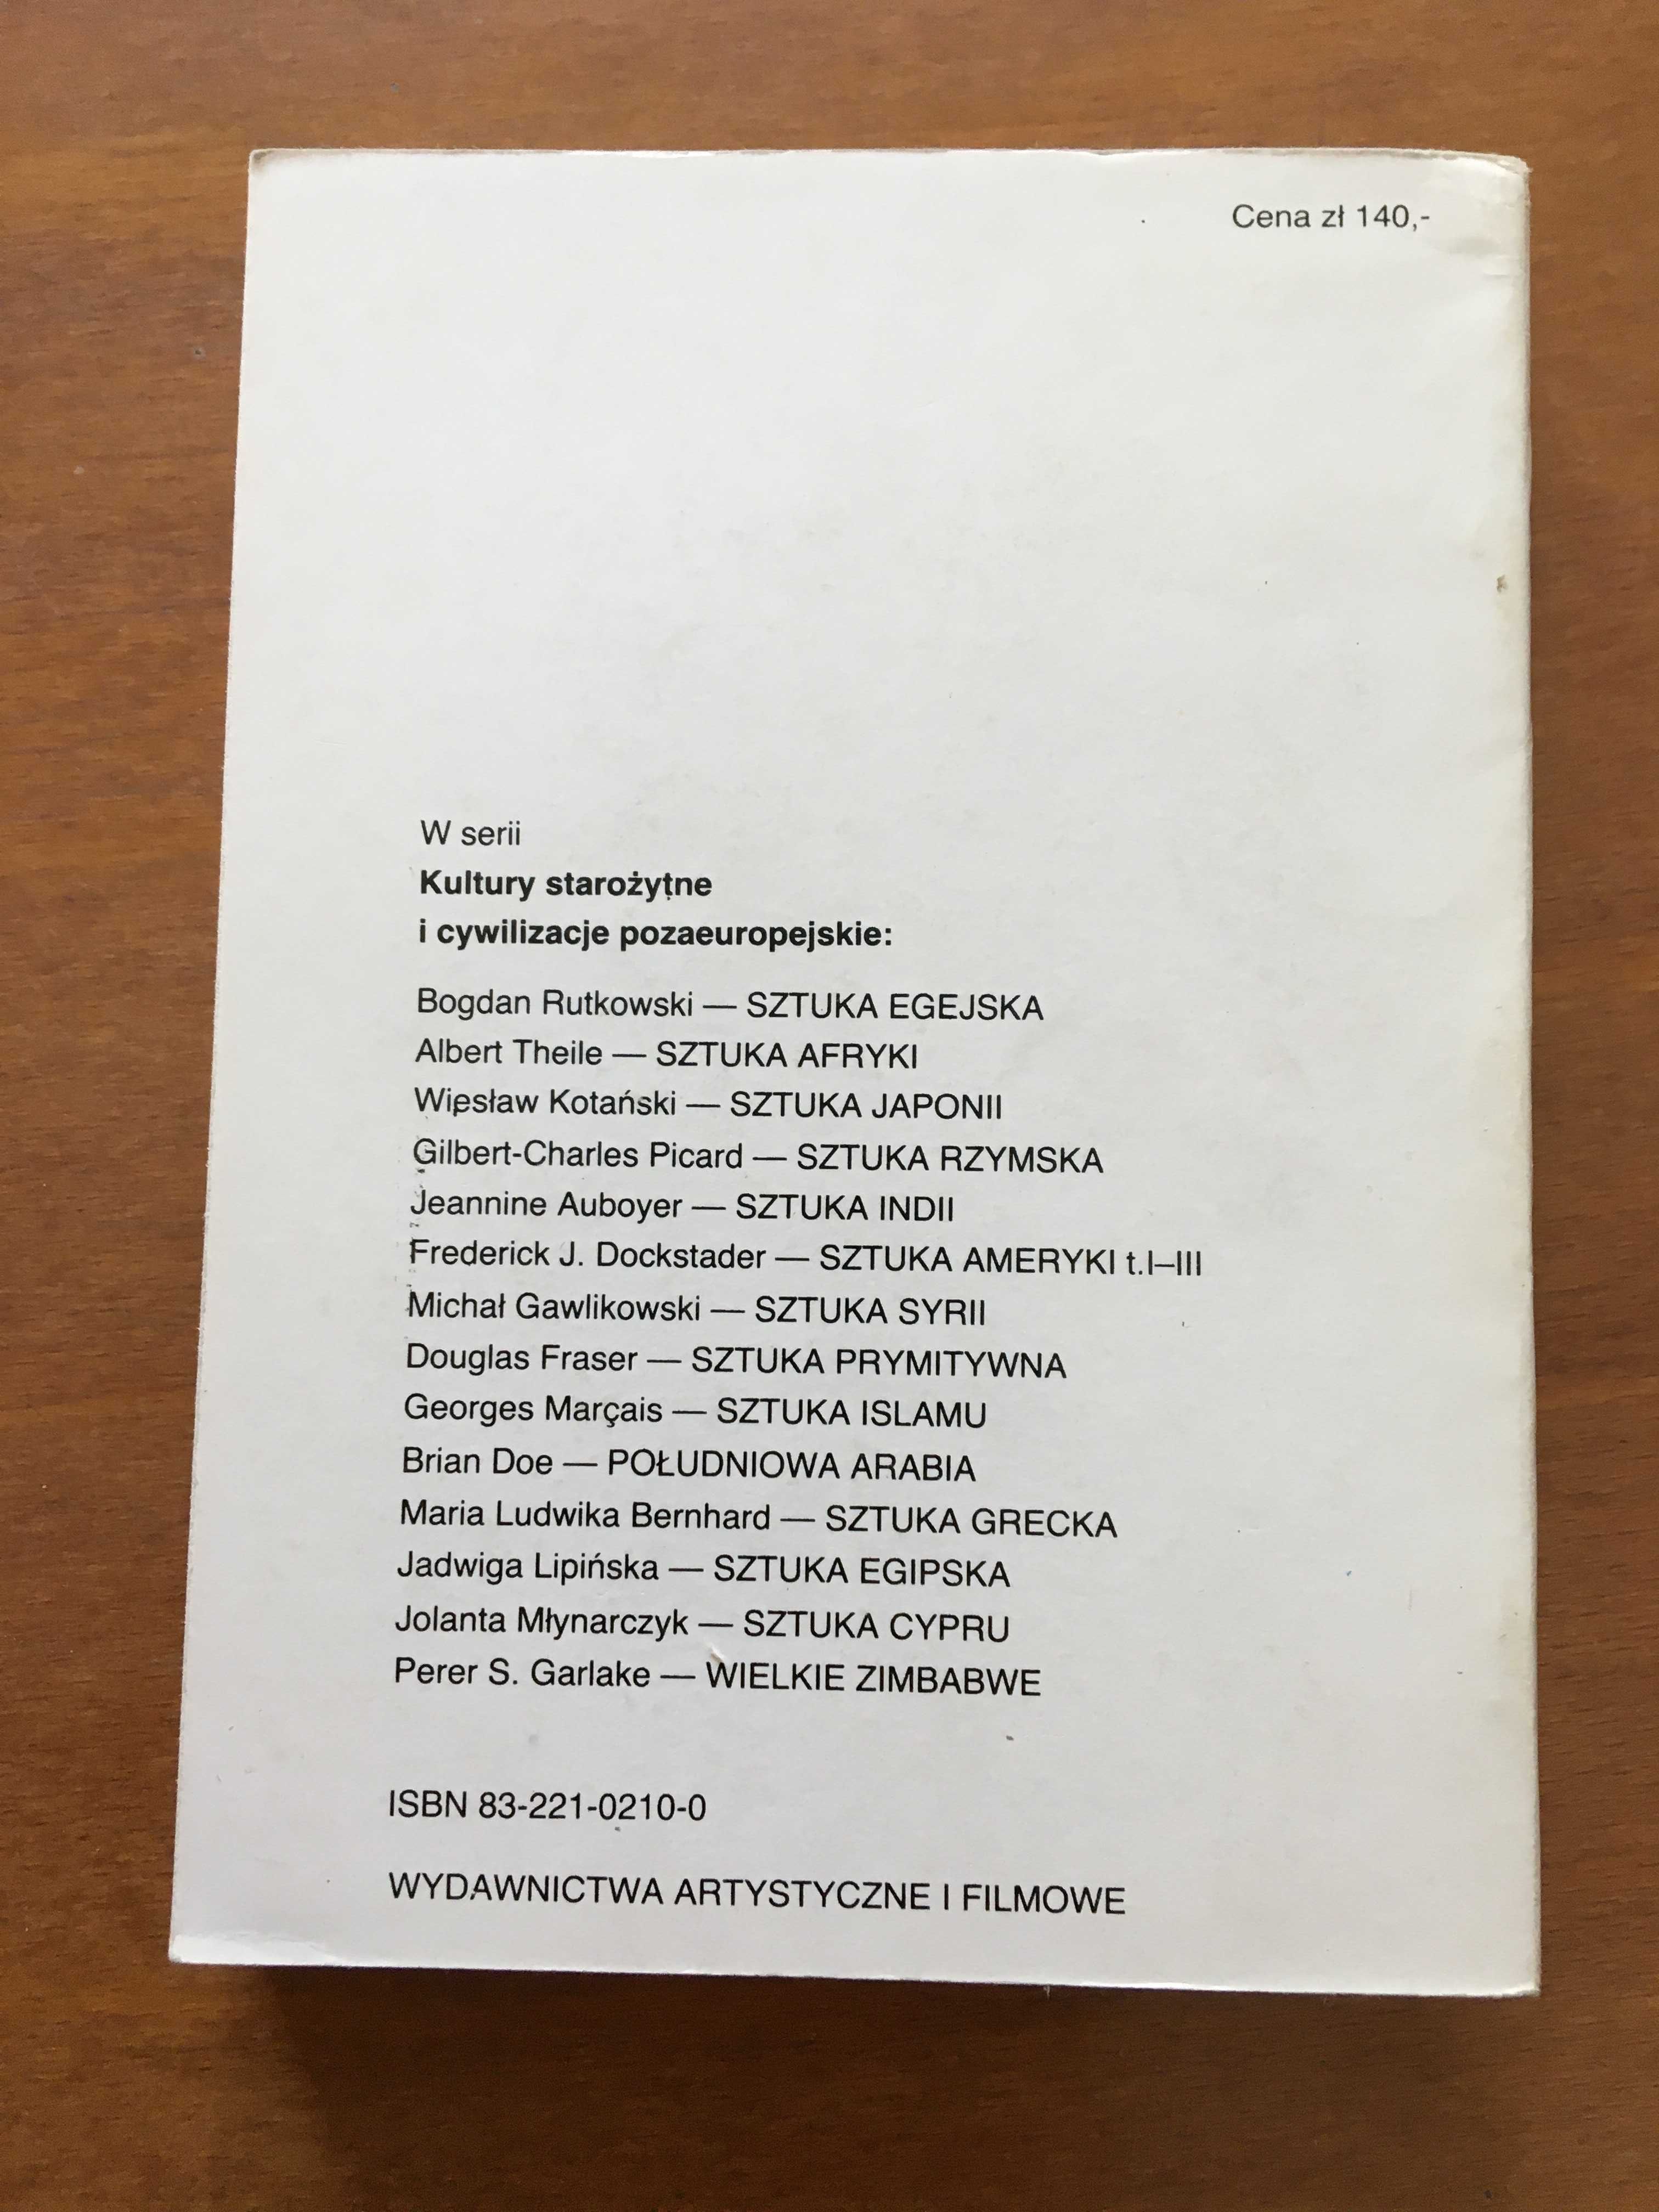 Cena zł 140,-
W serii
Kultury starożytne
i cywilizacje pozaeuropejskie:
Bogdan Rutkowski — SZTUKA EGEJSKA
Albert Theile — SZTUKA AFRYKI
Wiesław Kotański — SZTUKA JAPONII
Gilbert-Charles Picard — SZTUKA RZYMSKA
Jeannine Auboyer — SZTUKA INDII
Frederick J. Dockstader — SZTUKA AMERYKI t.I–III
Michał Gawlikowski — SZTUKA SYRII
Douglas Fraser — SZTUKA PRYMITYWNA
Georges Marçais — SZTUKA ISLAMU
Brian Doe — POŁUDNIOWA ARABIA
Maria Ludwika Bernhard — SZTUKA GRECKA
Jadwiga Lipińska — SZTUKA EGIPSKA
Jolanta Młynarczyk — SZTUKA CYPRU
Perer S. Garlake — WIELKIE ZIMBABWE
ISBN 83-221-0210-0
WYDAWNICTWA ARTYSTYCZNE I FILMOWE